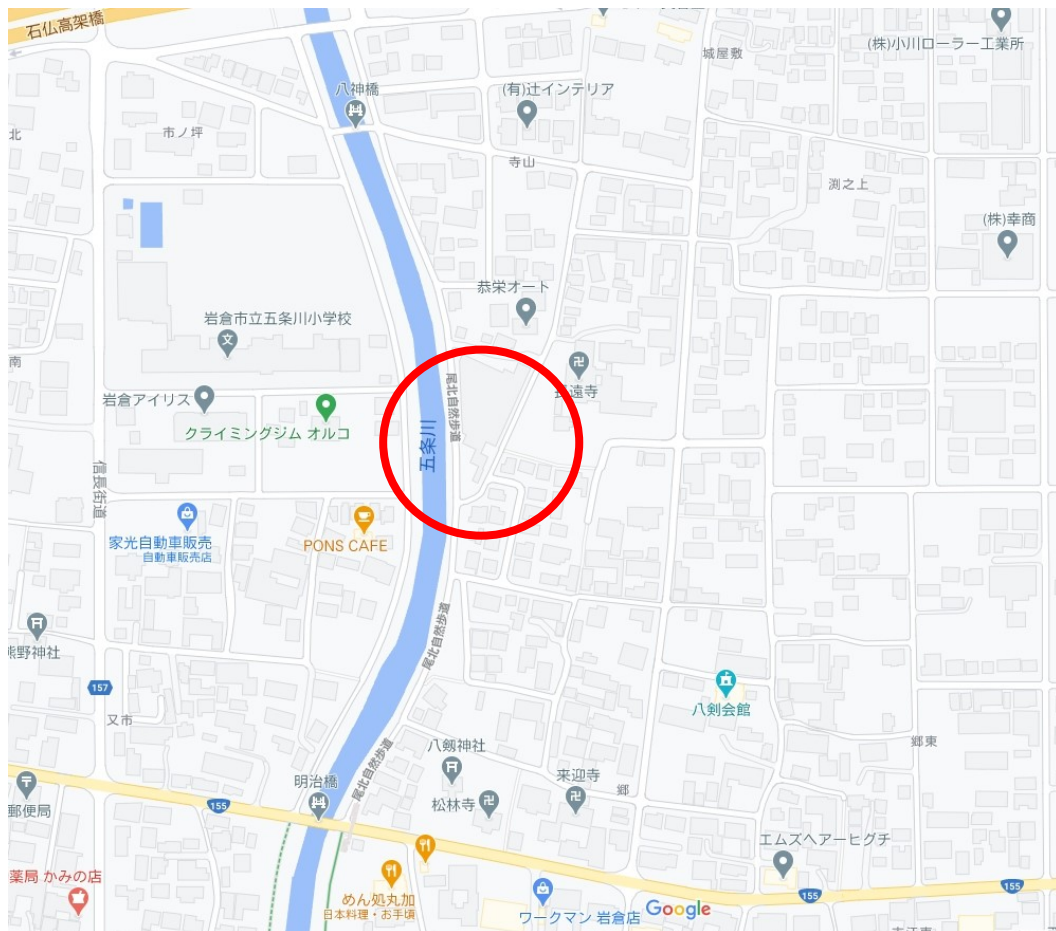 石仏高架橋
(株)小川ローラー工業所
城屋敷
八神橋
(有)辻インテリア
北
市ノ坪
寺山
渕之上
(株)幸商
恭栄オート
岩倉市立五条川小学校
文
南
尾北自然歩道
長遠寺
岩倉アイリス
クライミングジム オルコ
五条川
信長街道
家光自動車販売
自動車販売店
PONS CAFE
尾北自然歩道
熊野神社
157
又市
八剣会館
郷東
八剱神社
尾北自然歩道
来迎寺
明治橋
郷
松林寺
郵便局
155
エムズヘアーヒグチ
薬局 かみの店
めん処丸加
日本料理・お手頃
155
155
ワークマン 岩倉店
Google